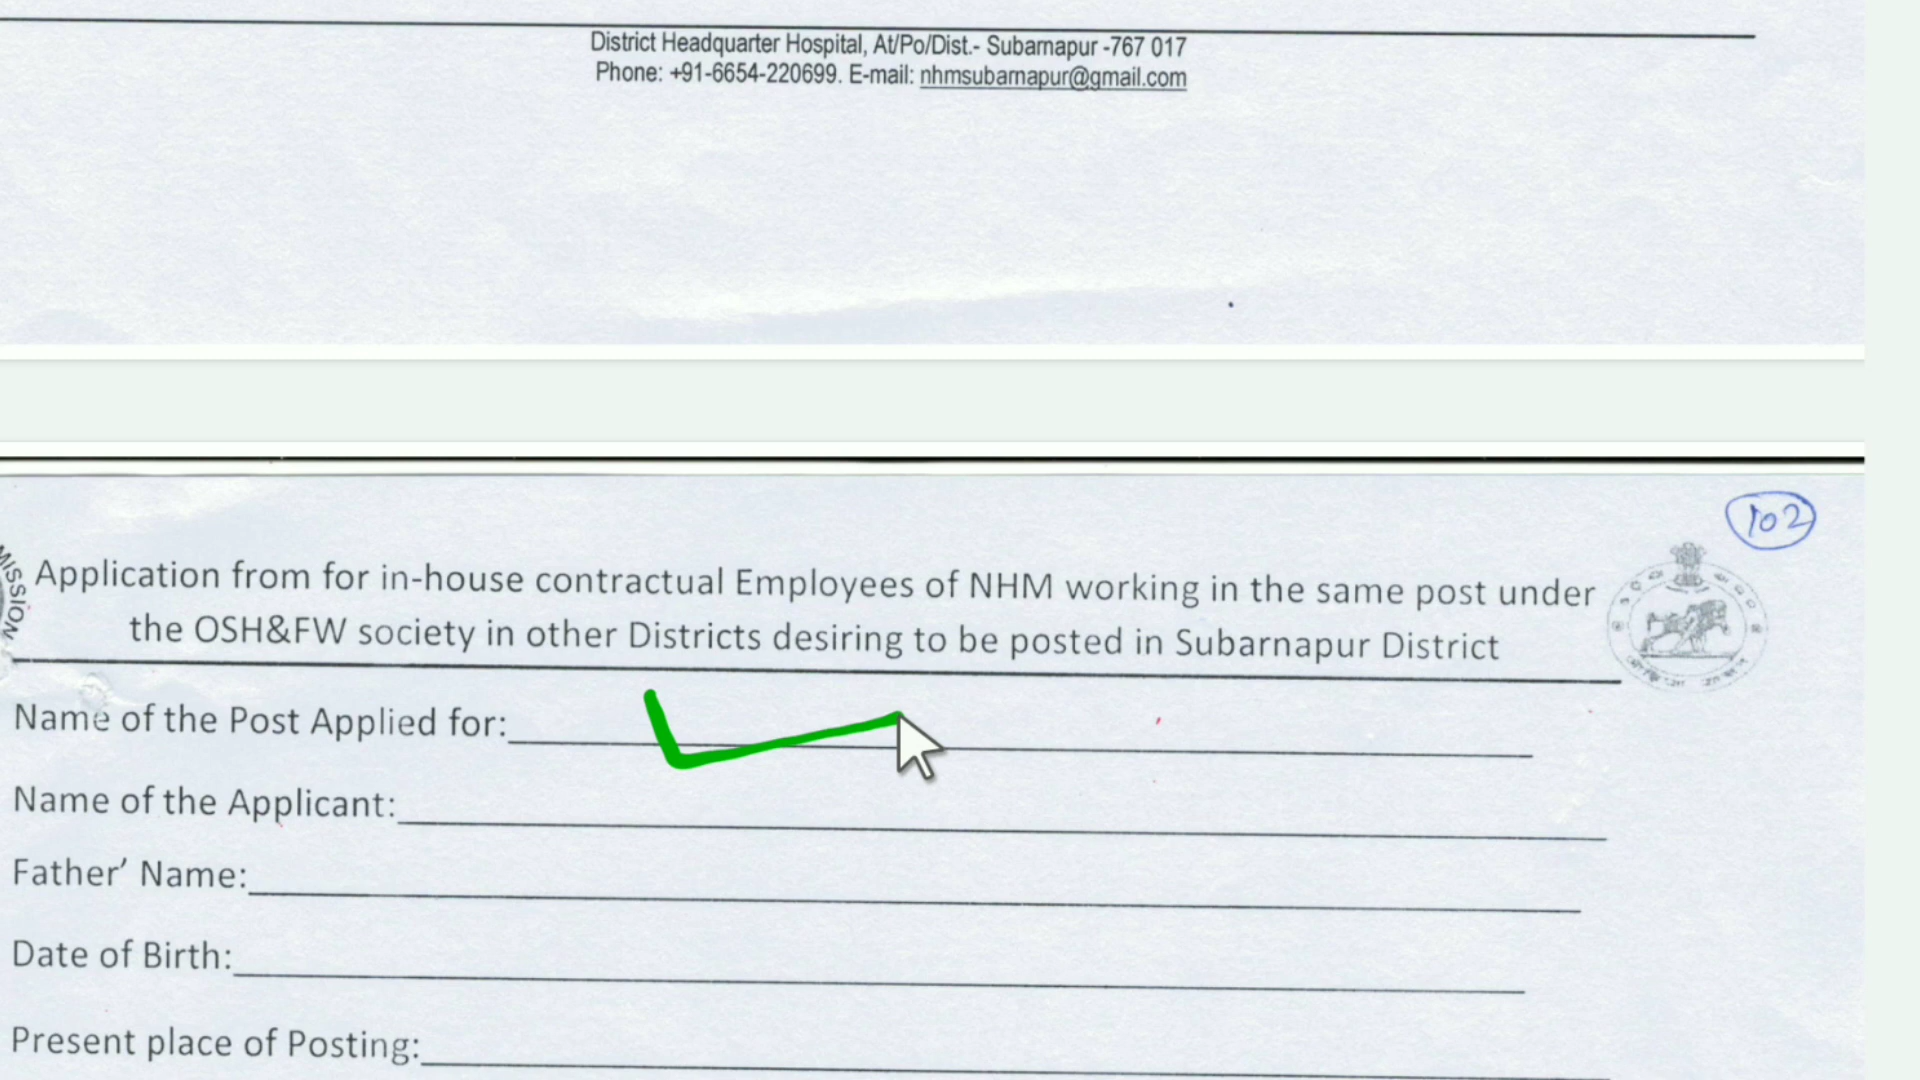 District Headquarter Hospital, At/Po/Dist.- Subarnapur -767 017
Phone: +91-6654-220699. E-mail: nhmsubarnapur@gmail.com
102
MISSION
Application from for in-house contractual Employees of NHM working in the same post under
the OSH&FW society in other Districts desiring to be posted in Subarnapur District
Name of the Post Applied for:
Name of the Applicant:
Father’ Name:
Date of Birth:
Present place of Posting: